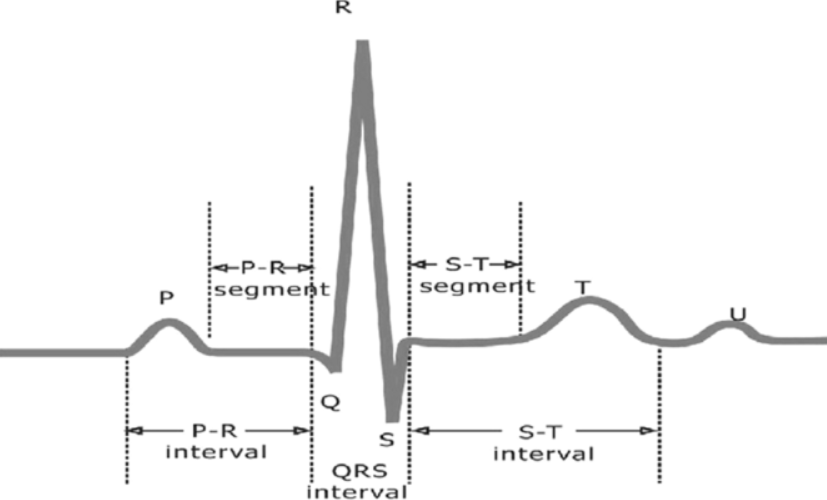 R
P-R
segment
S-T
segment
P
T
U
Q
S
P-R
interval
S-T
interval
QRS
interval